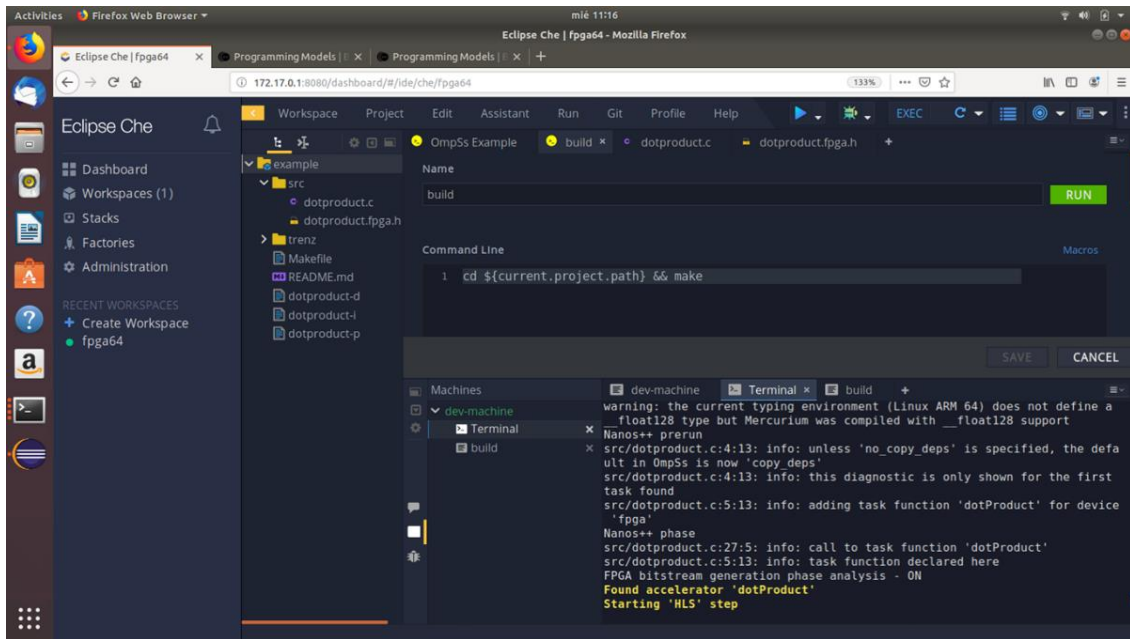 Activities Firefox Web Browser mié 11:16
Eclipse Che | fpga64 - Mozilla Firefox
Eclipse Che | fpga64 × Programming Models | × Programming Models | × +
172.17.0.1:8080/dashboard/#/ide/che/fpga64 133%
Eclipse Che
Dashboard
Workspaces (1)
Stacks
Factories
Administration
RECENT WORKSPACES
+ Create Workspace
fpga64
Workspace Project Edit Assistant Run Git Profile Help EXEC
example
src
dotproduct.c
dotproduct.fpga.h
trenz
Makefile
README.md
dotproduct-d
dotproduct-i
dotproduct-p
OmpSs Example build × dotproduct.c dotproduct.fpga.h +
Name
build RUN
Command Line Macros
1 cd ${current.project.path} && make
SAVE CANCEL
Machines
dev-machine
Terminal ×
build ×
dev-machine Terminal × build +
warning: the current typing environment (Linux ARM 64) does not define a
__float128 type but Mercurium was compiled with __float128 support
Nanos++ prerun
src/dotproduct.c:4:13: info: unless 'no_copy_deps' is specified, the defa
ult in OmpSs is now 'copy_deps'
src/dotproduct.c:4:13: info: this diagnostic is only shown for the first
task found
src/dotproduct.c:5:13: info: adding task function 'dotProduct' for device
'fpga'
Nanos++ phase
src/dotproduct.c:27:5: info: call to task function 'dotProduct'
src/dotproduct.c:5:13: info: task function declared here
FPGA bitstream generation phase analysis - ON
Found accelerator 'dotProduct'
Starting 'HLS' step